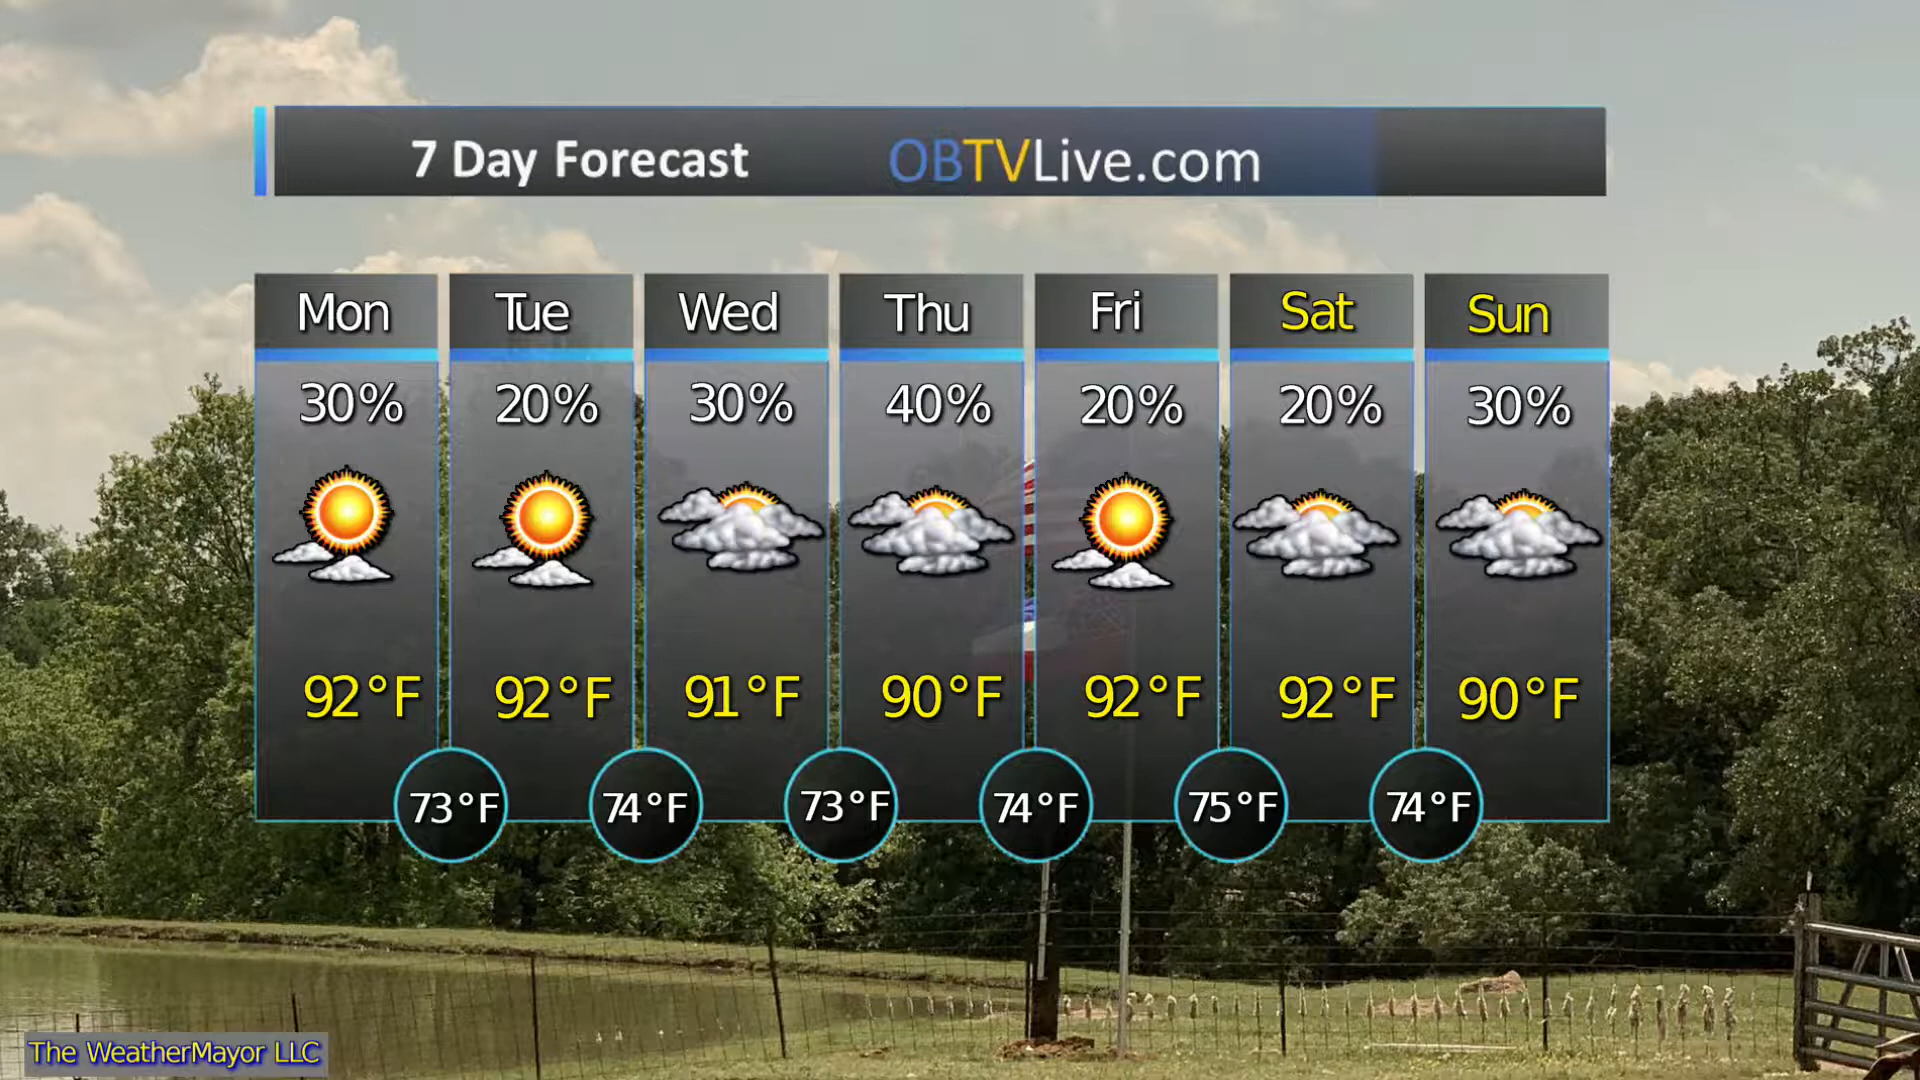 7 Day Forecast OBTVLive.com
Mon Tue Wed Thu Fri Sat Sun
30% 20% 30% 40% 20% 20% 30%
92°F 92°F 91°F 90°F 92°F 92°F 90°F
73°F 74°F 73°F 74°F 75°F 74°F
The WeatherMayor LLC